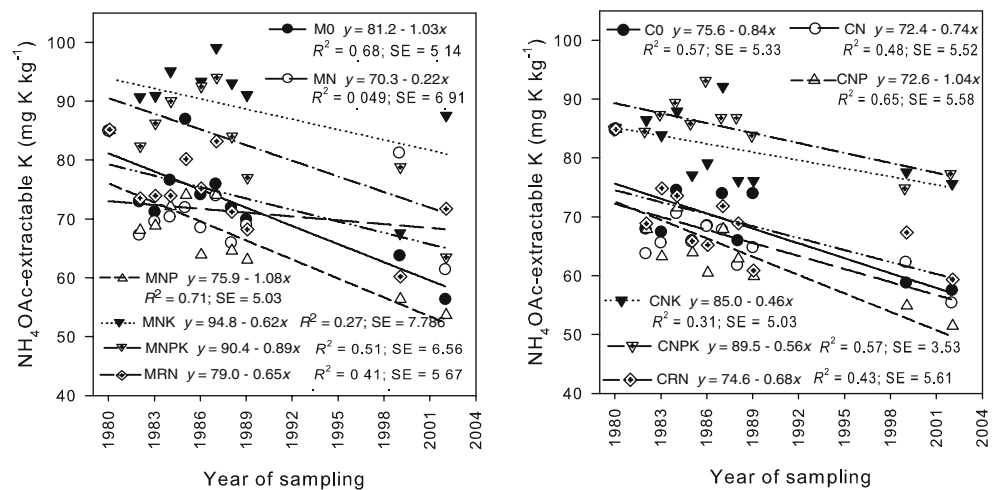 M0 y = 81.2 - 1.03x
R² = 0.68; SE = 5 14
MN y = 70.3 - 0.22x
R² = 0.049; SE = 6 91
MNP y = 75.9 - 1.08x
R² = 0.71; SE = 5.03
MNK y = 94.8 - 0.62x R² = 0.27; SE = 7.786
MNPK y = 90.4 - 0.89x R² = 0.51; SE = 6.56
MRN y = 79.0 - 0.65x R² = 0 41; SE = 5 67
NH₄OAc-extractable K (mg K kg⁻¹)
100
90
80
70
60
50
40
1980
1983
1986
1989
1992
1995
1998
2001
2004
Year of sampling
C0 y = 75.6 - 0.84x
R² = 0.57; SE = 5.33
CN y = 72.4 - 0.74x
R² = 0.48; SE = 5.52
CNP y = 72.6 - 1.04x
R² = 0.65; SE = 5.58
CNK y = 85.0 - 0.46x
R² = 0.31; SE = 5.03
CNPK y = 89.5 - 0.56x R² = 0.57; SE = 3.53
CRN y = 74.6 - 0.68x R² = 0.43; SE = 5.61
NH₄OAc-extractable K (mg K kg⁻¹)
100
90
80
70
60
50
40
1980
1983
1986
1989
1992
1995
1998
2001
2004
Year of sampling